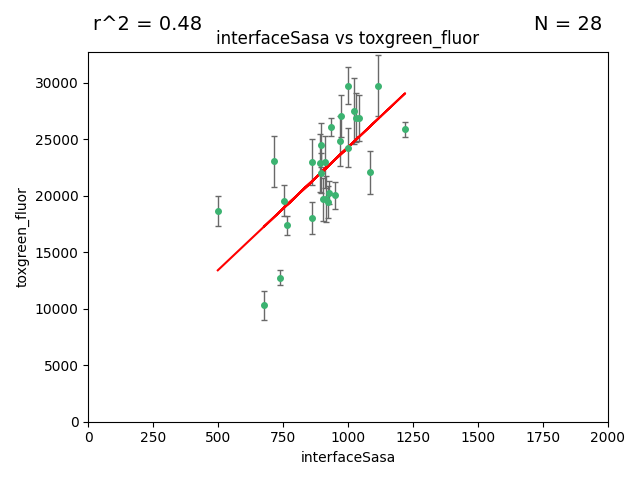 r^2 = 0.48
N = 28
interfaceSasa vs toxgreen_fluor
30000
25000
20000
15000
10000
5000
0
toxgreen_fluor
0 250 500 750 1000 1250 1500 1750 2000
interfaceSasa